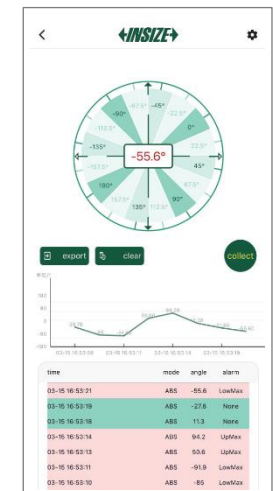 INSIZE
-67.5° -45°
-90° -22.5°
-112.5° 0°
-135° 22.5°
-157.5° -55.6° 45°
180° 67.5°
157.5° 90°
135° 112.5°
export clear collect
time mode angle alarm
03-15 16:53:21 ABS -55.6 LowMax
03-15 16:53:19 ABS -27.8 None
03-15 16:53:18 ABS 11.3 None
03-15 16:53:14 ABS 94.2 UpMax
03-15 16:53:13 ABS 50.6 UpMax
03-15 16:53:11 ABS -91.9 LowMax
03-15 16:53:10 ABS -85 LowMax